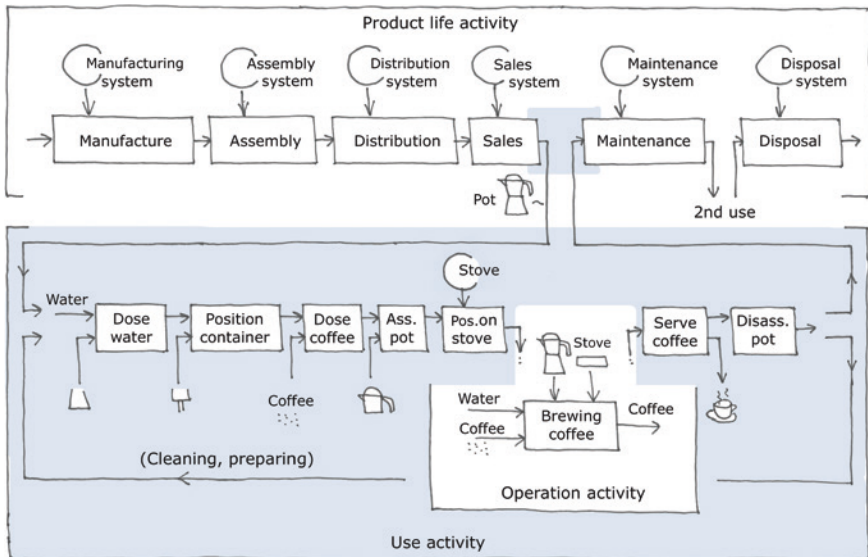 Product life activity
Manufacturing system
Assembly system
Distribution system
Sales system
Maintenance system
Disposal system
Manufacture
Assembly
Distribution
Sales
Maintenance
Disposal
Pot
2nd use
Stove
Water
Dose water
Position container
Dose coffee
Ass. pot
Pos.on stove
Stove
Serve coffee
Disass. pot
Coffee
Water
Coffee
Brewing coffee
Coffee
(Cleaning, preparing)
Operation activity
Use activity